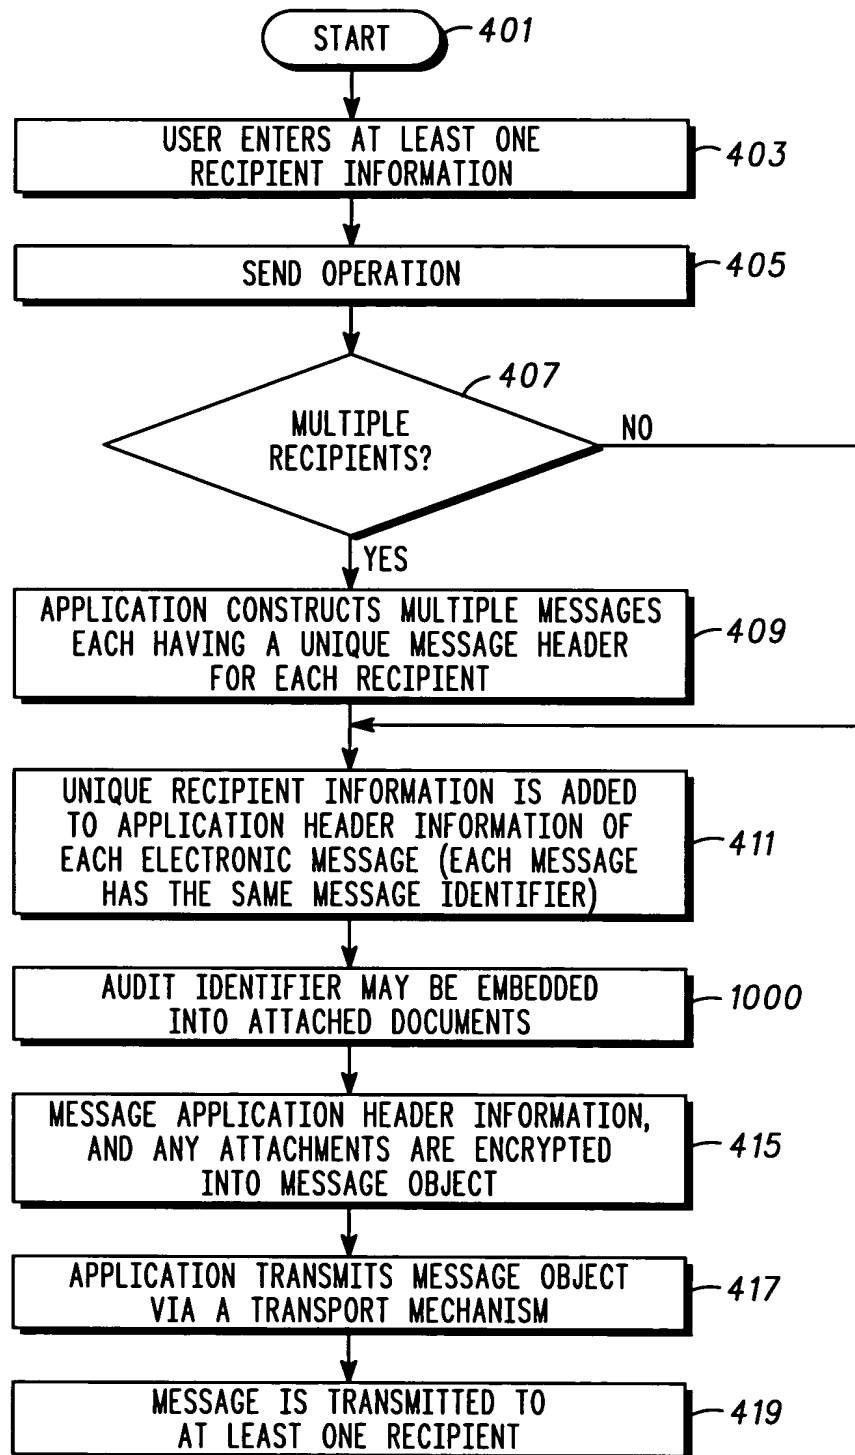 START
401
USER ENTERS AT LEAST ONE
RECIPIENT INFORMATION
403
SEND OPERATION
405
407
MULTIPLE
RECIPIENTS?
NO
YES
APPLICATION CONSTRUCTS MULTIPLE MESSAGES
EACH HAVING A UNIQUE MESSAGE HEADER
FOR EACH RECIPIENT
409
UNIQUE RECIPIENT INFORMATION IS ADDED
TO APPLICATION HEADER INFORMATION OF
EACH ELECTRONIC MESSAGE (EACH MESSAGE
HAS THE SAME MESSAGE IDENTIFIER)
411
AUDIT IDENTIFIER MAY BE EMBEDDED
INTO ATTACHED DOCUMENTS
1000
MESSAGE APPLICATION HEADER INFORMATION,
AND ANY ATTACHMENTS ARE ENCRYPTED
INTO MESSAGE OBJECT
415
APPLICATION TRANSMITS MESSAGE OBJECT
VIA A TRANSPORT MECHANISM
417
MESSAGE IS TRANSMITTED TO
AT LEAST ONE RECIPIENT
419